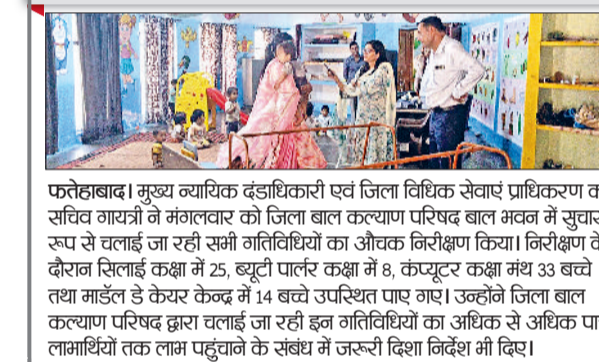 फतेहाबाद। मुख्य न्यायिक दंडाधिकारी एवं जिला विधिक सेवाएं प्राधिकरण
सचिव गायत्री ने मंगलवार को जिला बाल कल्याण परिषद बाल भवन में सुचारू
रूप से चलाई जा रही सभी गतिविधियों का औचक निरीक्षण किया। निरीक्षण के
दौरान सिलाई कक्षा में 25, ब्यूटी पार्लर कक्षा में 8, कंप्यूटर कक्षा मंथ 33 बच्चे
तथा मार्डल डे केयर केन्द्र में 14 बच्चे उपस्थित पाए गए। उन्होंने जिला बाल
कल्याण परिषद द्वारा चलाई जा रही इन गतिविधियों का अधिक से अधिक
लाभार्थियों तक लाभ पहुंचाने के संबंध में जरूरी दिशा निर्देश भी दिए।